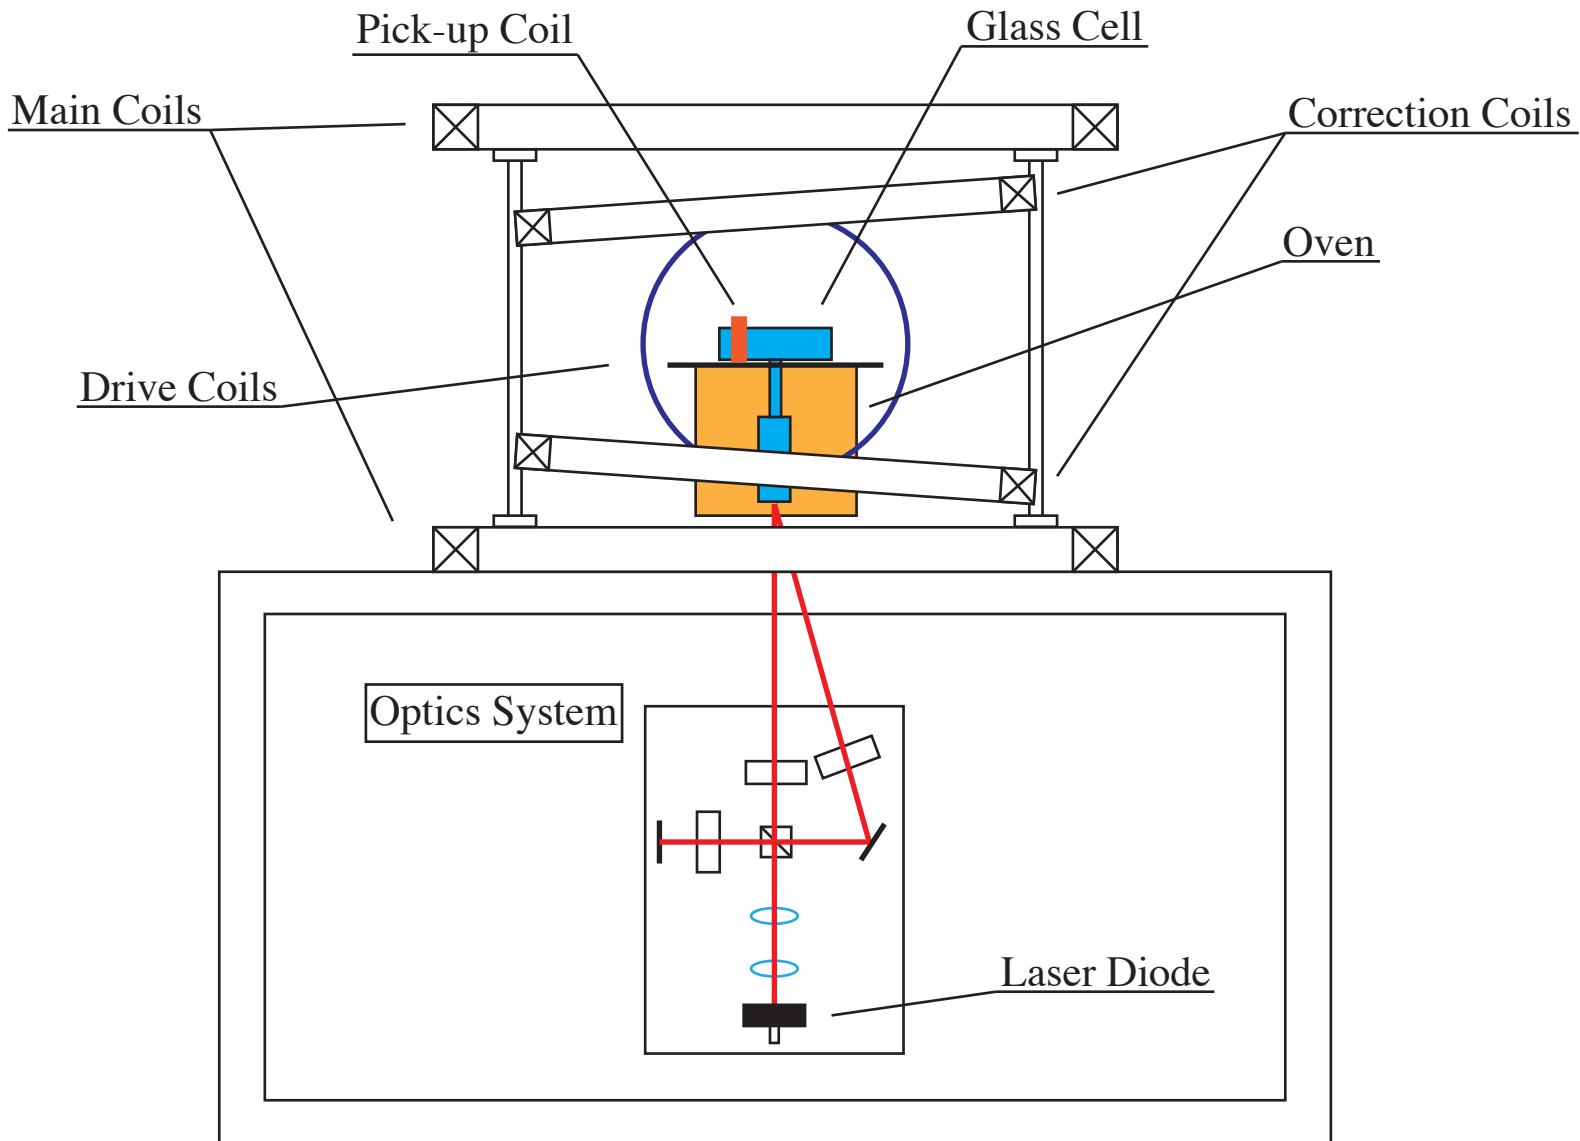 Pick-up Coil
Glass Cell
Main Coils
Correction Coils
Oven
Drive Coils
Optics System
Laser Diode